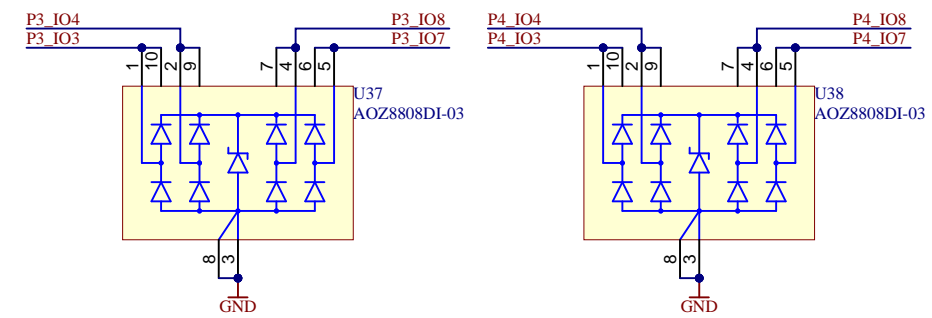 P3_IO4 P3_IO8 P4_IO4 P4_IO8
P3_IO3 P3_IO7 P4_IO3 P4_IO7
1 10 2 9 7 4 6 5 1 10 2 9 7 4 6 5
U37 U38
AOZ8808DI-03 AOZ8808DI-03
8 3 8 3
GND GND